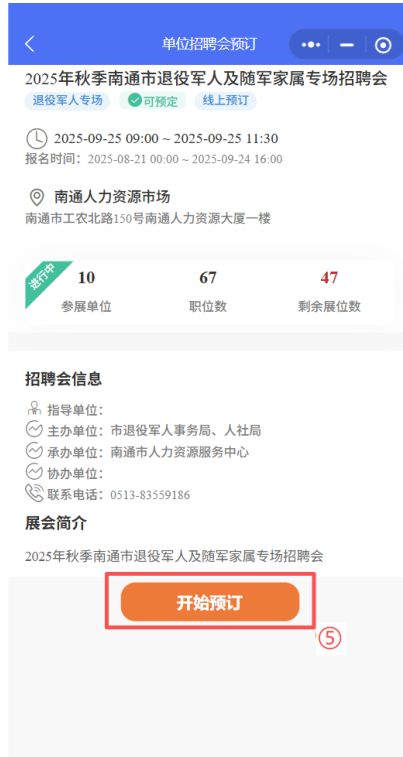 单位招聘会预订
2025年秋季南通市退役军人及随军家属专场招聘会
退役军人专场 可预定 线上预订
2025-09-25 09:00 ~ 2025-09-25 11:30
报名时间：2025-08-21 00:00 ~ 2025-09-24 16:00
南通人力资源市场
南通市工农北路150号南通人力资源大厦一楼
进行中
10 67 47
参展单位 职位数 剩余展位数
招聘会信息
指导单位：
主办单位：市退役军人事务局、人社局
承办单位：南通市人力资源服务中心
协办单位：
联系电话：0513-83559186
展会简介
2025年秋季南通市退役军人及随军家属专场招聘会
开始预订
⑤